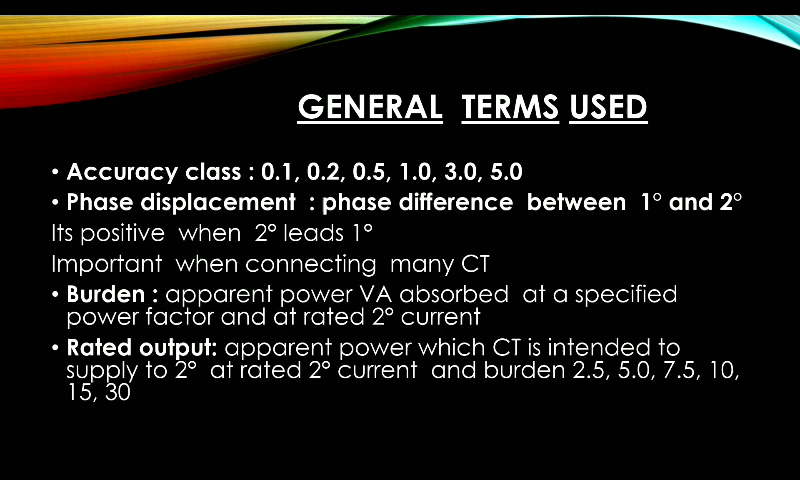 GENERAL TERMS USED
• Accuracy class : 0.1, 0.2, 0.5, 1.0, 3.0, 5.0
• Phase displacement : phase difference between 1° and 2°
Its positive when 2° leads 1°
Important when connecting many CT
• Burden : apparent power VA absorbed at a specified
power factor and at rated 2° current
• Rated output: apparent power which CT is intended to
supply to 2° at rated 2° current and burden 2.5, 5.0, 7.5, 10,
15, 30